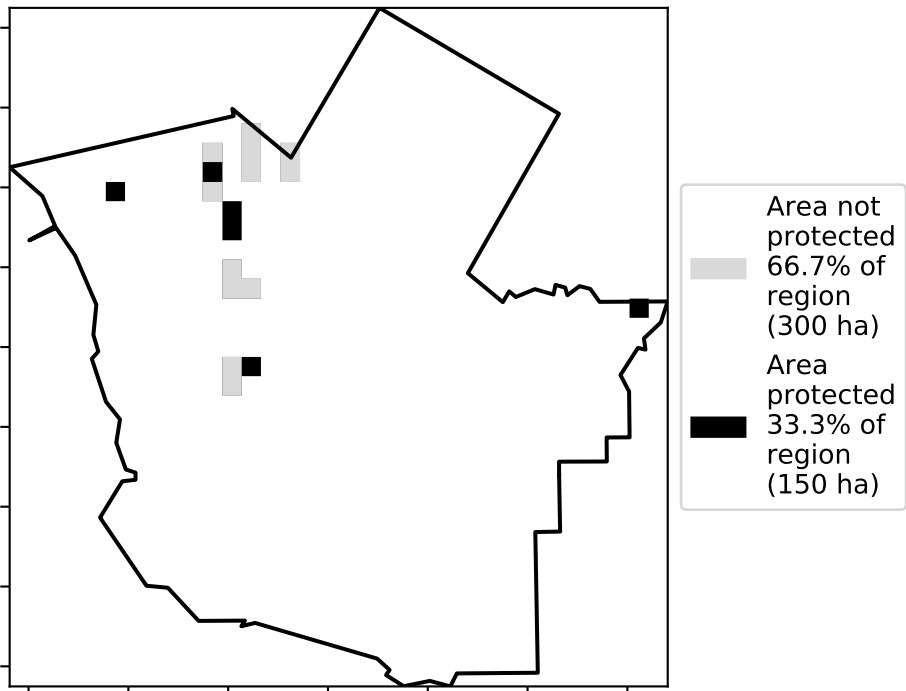 Area not
protected
66.7% of
region
(300 ha)
Area
protected
33.3% of
region
(150 ha)